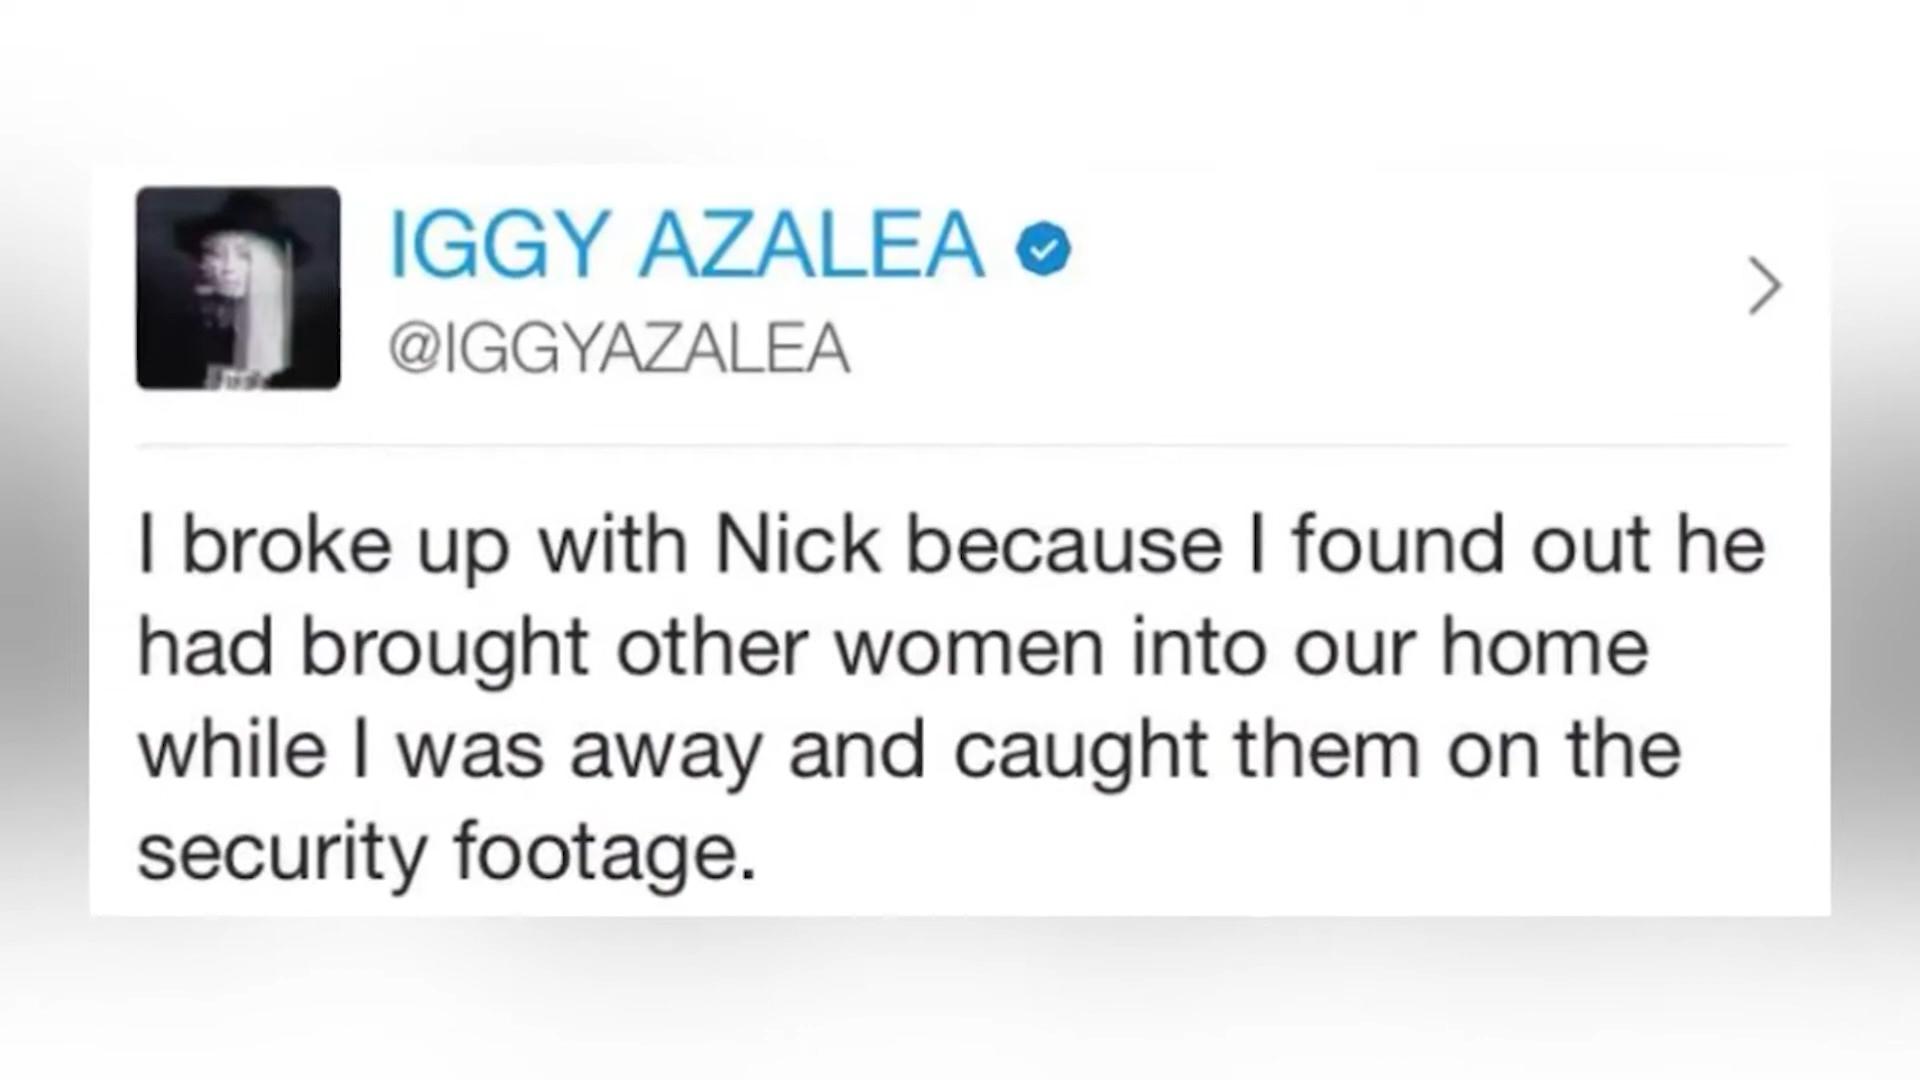 IGGY AZALEA
@IGGYAZALEA
I broke up with Nick because I found out he
had brought other women into our home
while I was away and caught them on the
security footage.